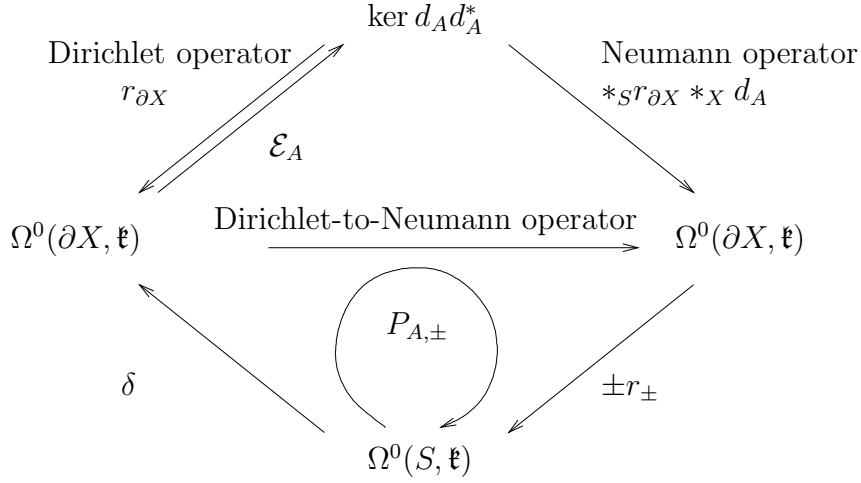 ker d_A d_A^*
Dirichlet operator
r_{∂X}
Neumann operator
*_S r_{∂X} *_X d_A
ℰ_A
Ω^0(∂X, 𝔨)
Dirichlet-to-Neumann operator
Ω^0(∂X, 𝔨)
P_{A,±}
δ
±r_±
Ω^0(S, 𝔨)